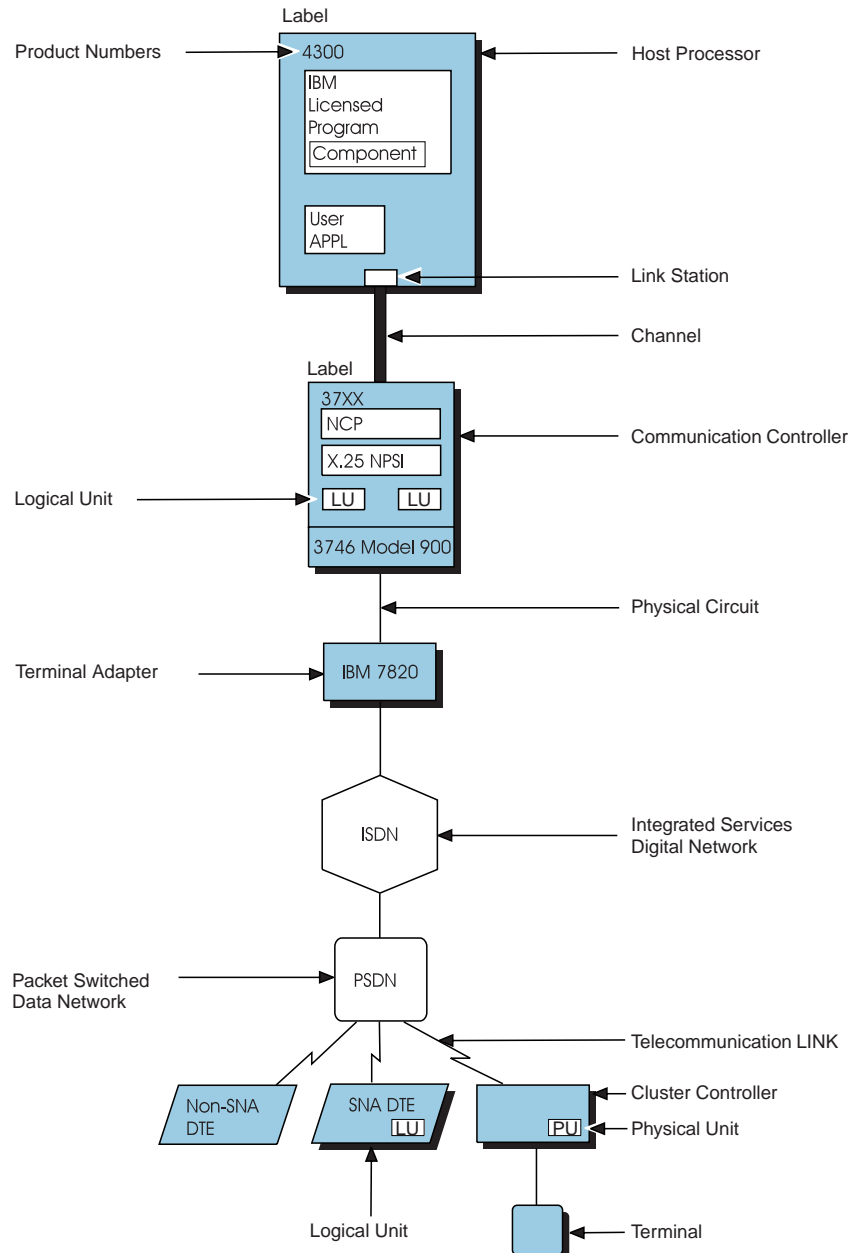 Label
Product Numbers
4300
Host Processor
IBM
Licensed
Program
Component
User
APPL
Link Station
Channel
Label
37XX
NCP
Communication Controller
X.25 NPSI
Logical Unit
LU
LU
3746 Model 900
Physical Circuit
Terminal Adapter
IBM 7820
ISDN
Integrated Services
Digital Network
Packet Switched
Data Network
PSDN
Telecommunication LINK
Cluster Controller
Non-SNA
DTE
SNA DTE
LU
PU
Physical Unit
Logical Unit
Terminal